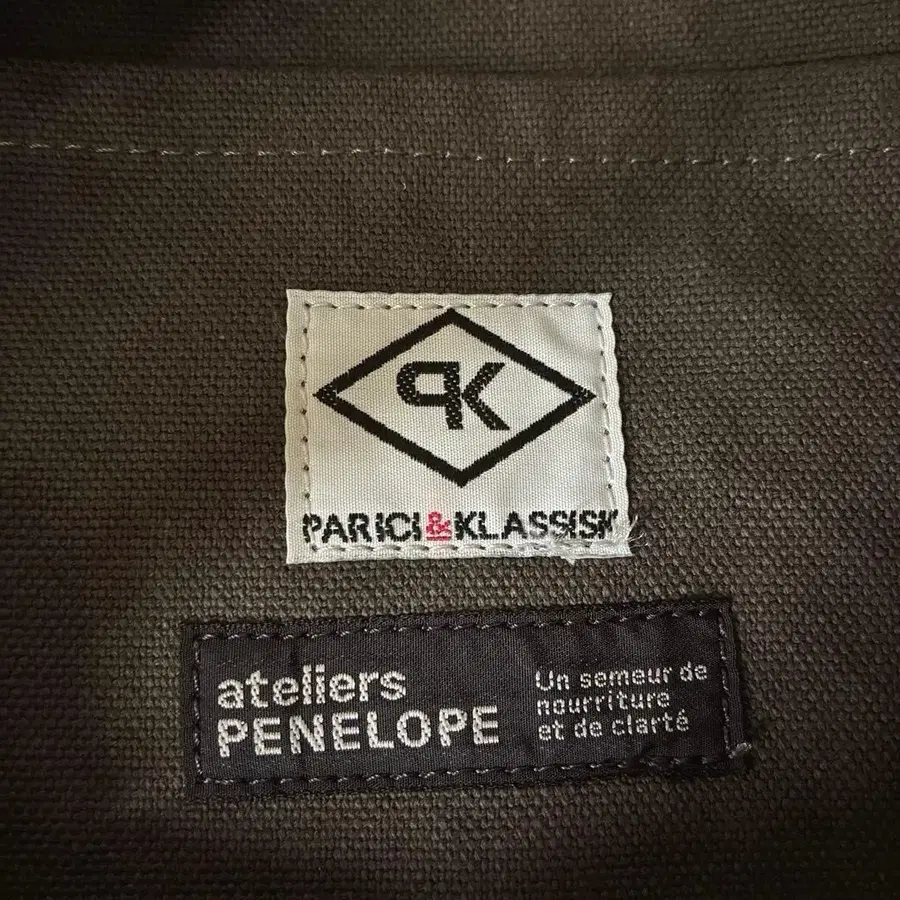 PK
PARICI&KLASSISK
ateliers
PENELOPE
Un semeur de
nourriture
et de clarté